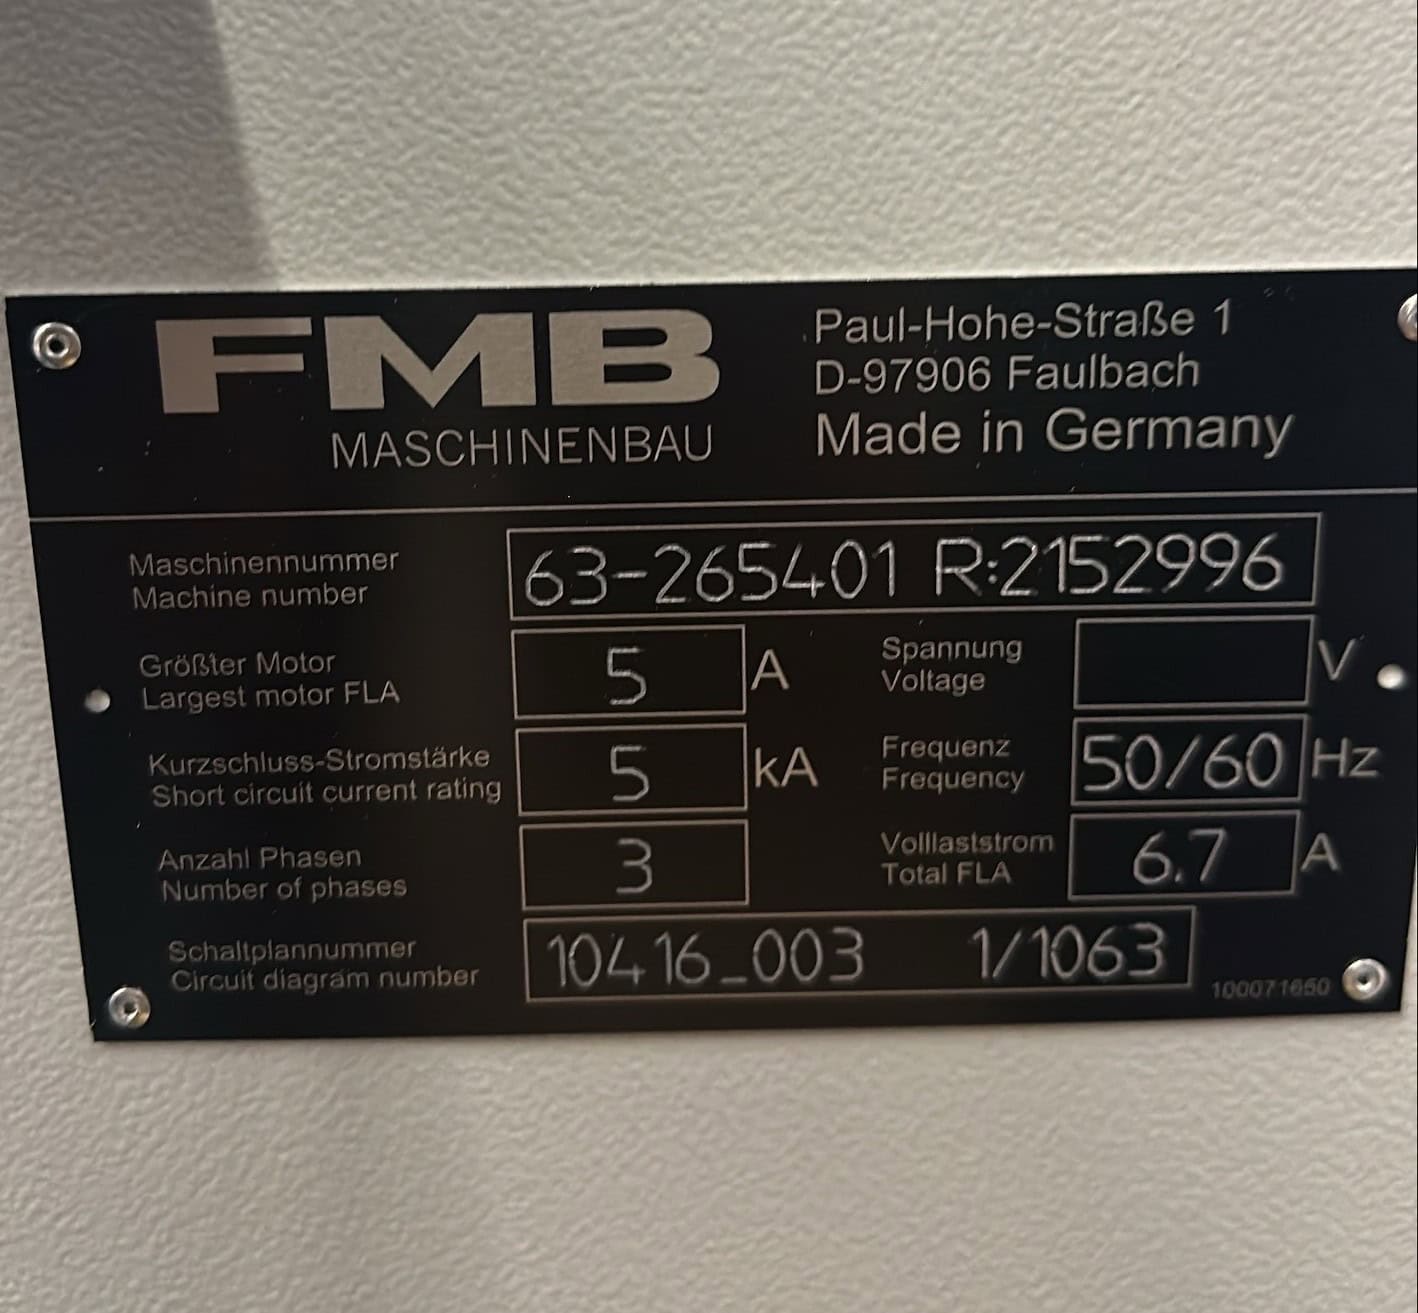 FMB
MASCHINENBAU
Paul-Hohe-Straße 1
D-97906 Faulbach
Made in Germany
Maschinennummer
Machine number
63-265401 R:2152996
Größter Motor
Largest motor FLA
5 A
Spannung
Voltage
V
Kurzschluss-Stromstärke
Short circuit current rating
5 kA
Frequenz
Frequency
50/60 Hz
Anzahl Phasen
Number of phases
3
Volllaststrom
Total FLA
6.7 A
Schaltplannummer
Circuit diagram number
10416_003 1/1063
100071650